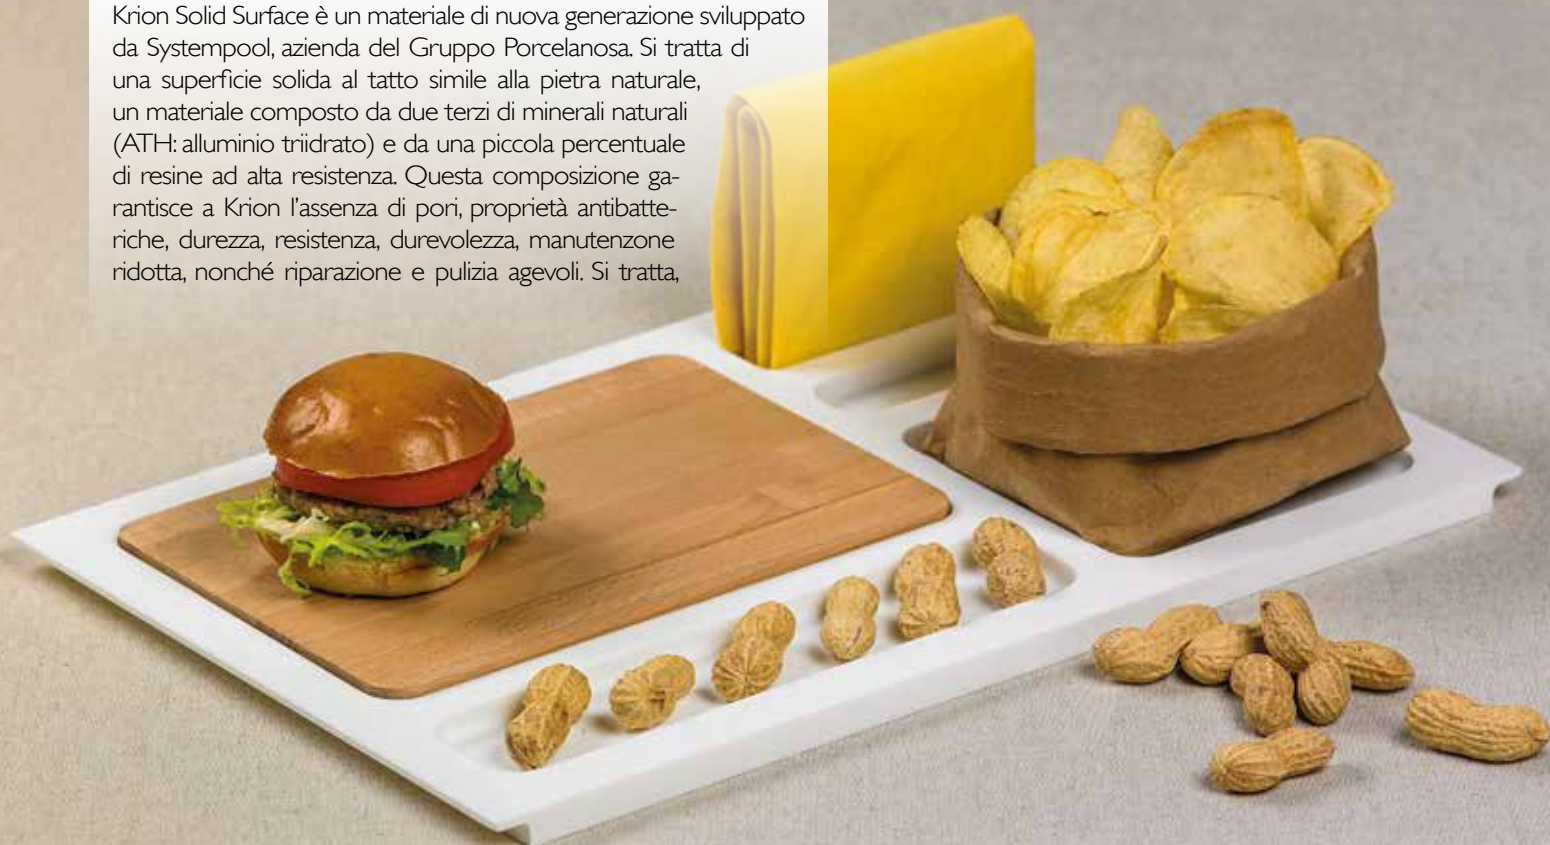 Krion Solid Surface è un materiale di nuova generazione sviluppato
da Systempool, azienda del Gruppo Porcelanosa. Si tratta di
una superficie solida al tatto simile alla pietra naturale,
un materiale composto da due terzi di minerali naturali
(ATH: alluminio triidrato) e da una piccola percentuale
di resine ad alta resistenza. Questa composizione ga-
rantisce a Krion l'assenza di pori, proprietà antibatte-
riche, durezza, resistenza, durevolezza, manutenzone
ridotta, nonché riparazione e pulizia agevoli. Si tratta,